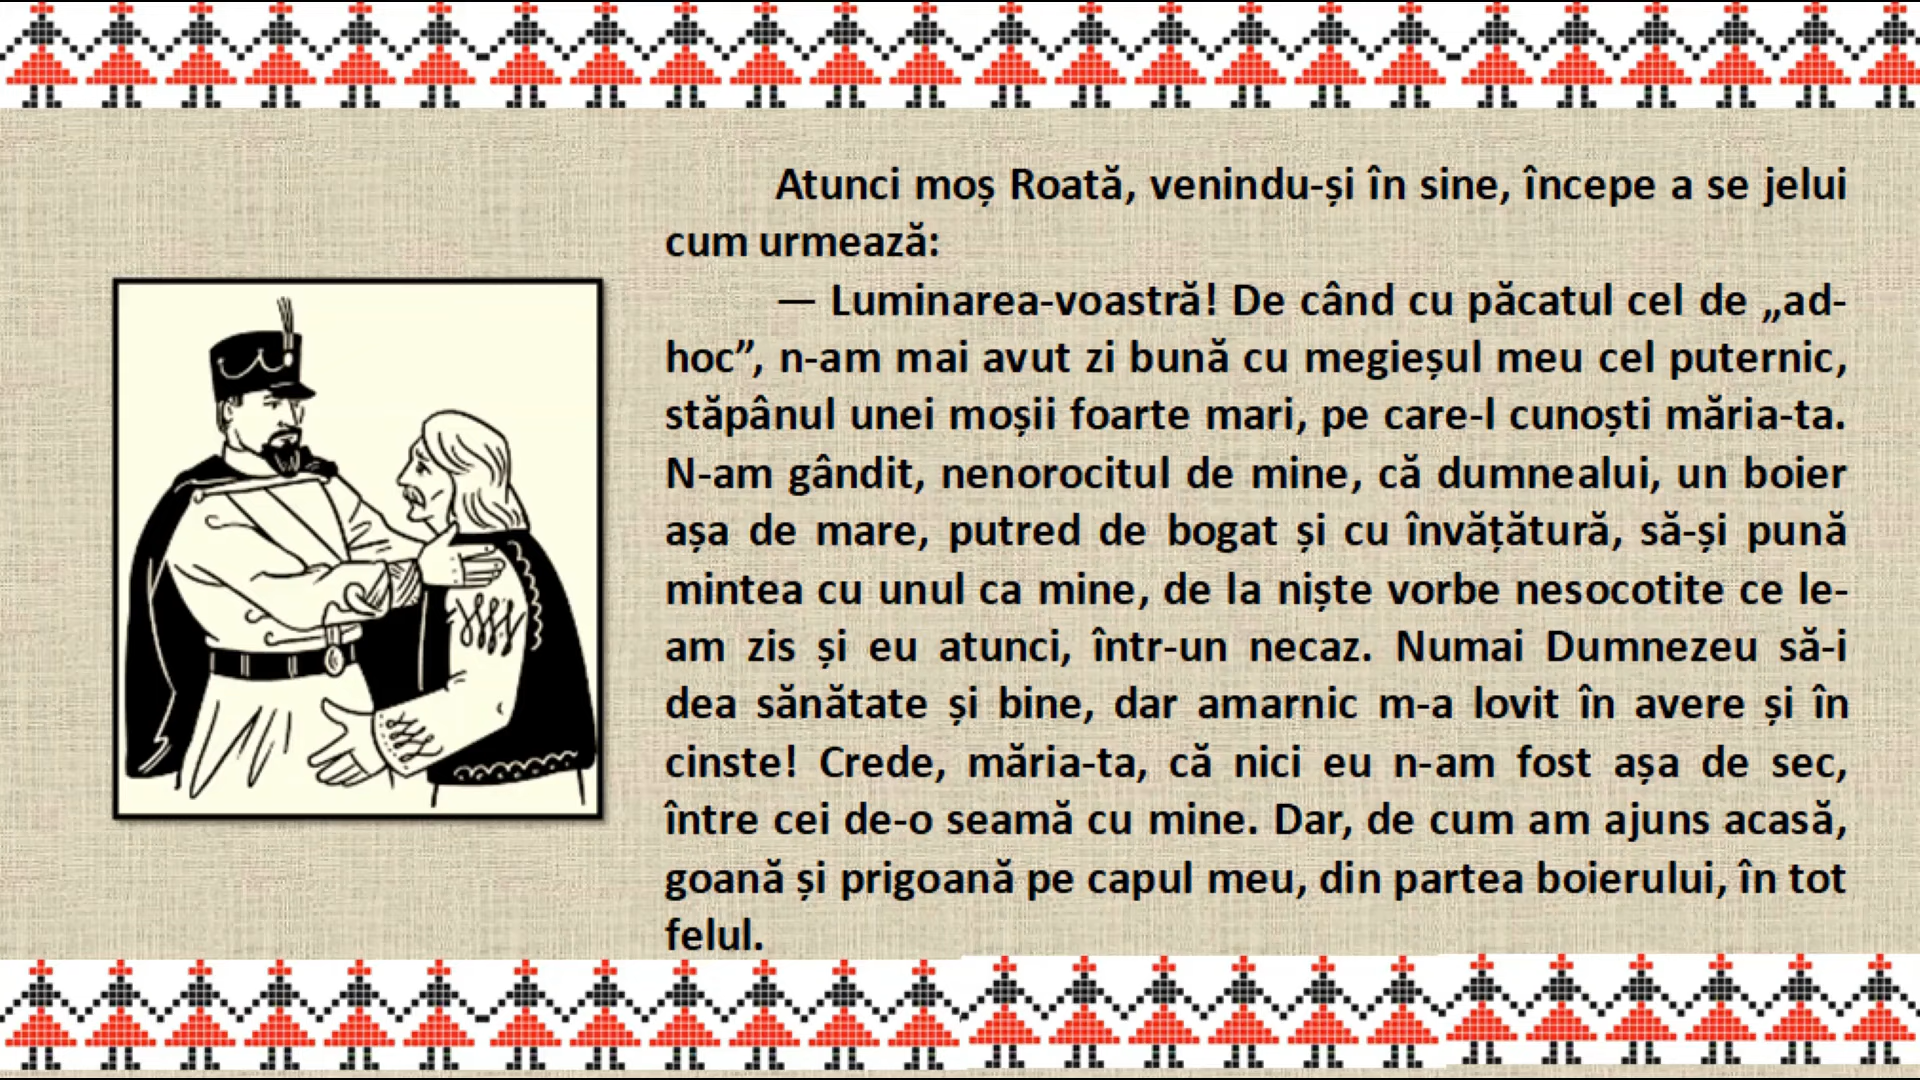 Atunci moș Roată, venindu-și în sine, începe a se jelui
cum urmează:
— Luminarea-voastră! De când cu păcatul cel de „ad-
hoc”, n-am mai avut zi bună cu megieșul meu cel puternic,
stăpânul unei moșii foarte mari, pe care-l cunoști măria-ta.
N-am gândit, nenorocitul de mine, că dumnealui, un boier
așa de mare, putred de bogat și cu învățătură, să-și pună
mintea cu unul ca mine, de la niște vorbe nesocotite ce le-
am zis și eu atunci, într-un necaz. Numai Dumnezeu să-i
dea sănătate și bine, dar amarnic m-a lovit în avere și în
cinste! Crede, măria-ta, că nici eu n-am fost așa de sec,
între cei de-o seamă cu mine. Dar, de cum am ajuns acasă,
goană și prigoană pe capul meu, din partea boierului, în tot
felul.